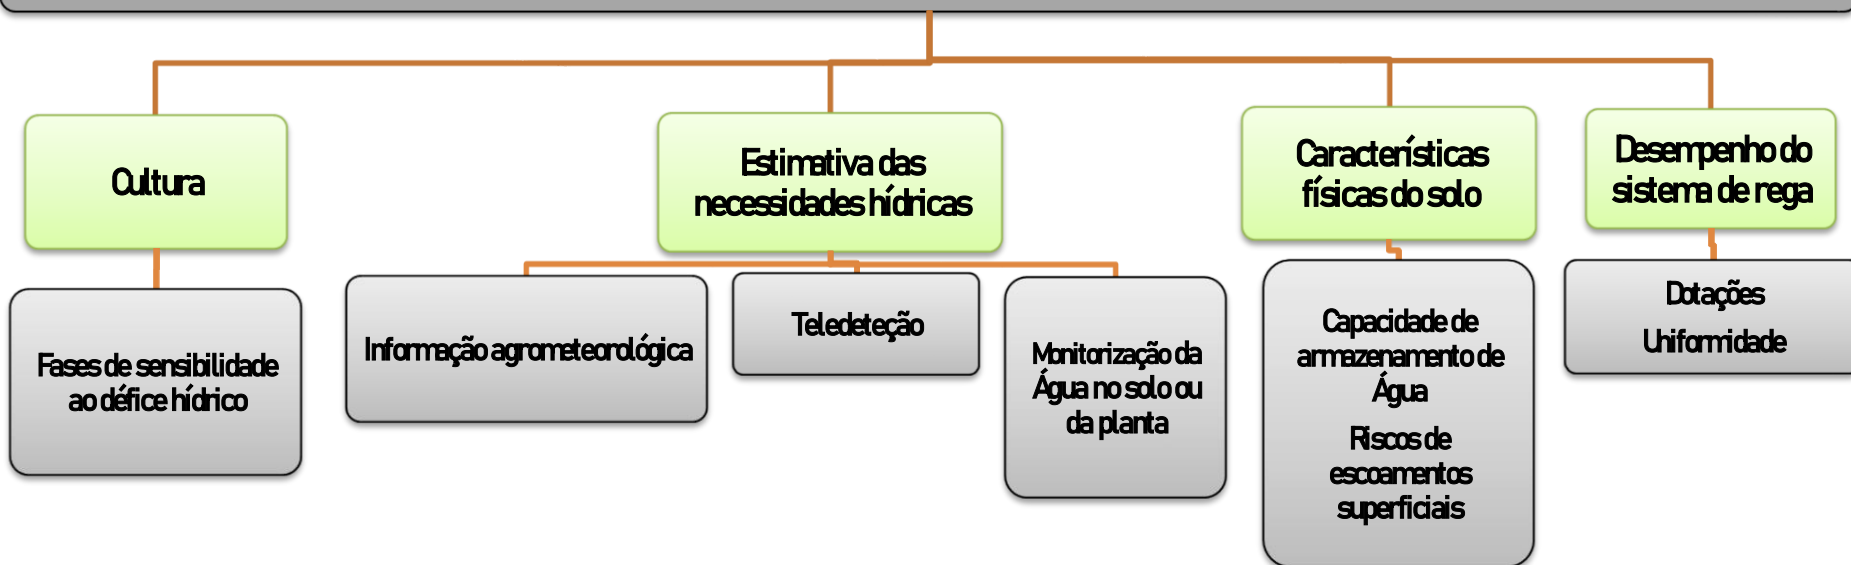 Cultura
Estimativa das
necessidades hídricas
Características
físicas do solo
Desempenho do
sistema de rega
Fases de sensibilidade
ao défice hídrico
Informação agrometeorológica
Teledeteção
Monitorização da
Água no solo ou
da planta
Capacidade de
armazenamento de
Água
Riscos de
escoamentos
superficiais
Dotações
Uniformidade